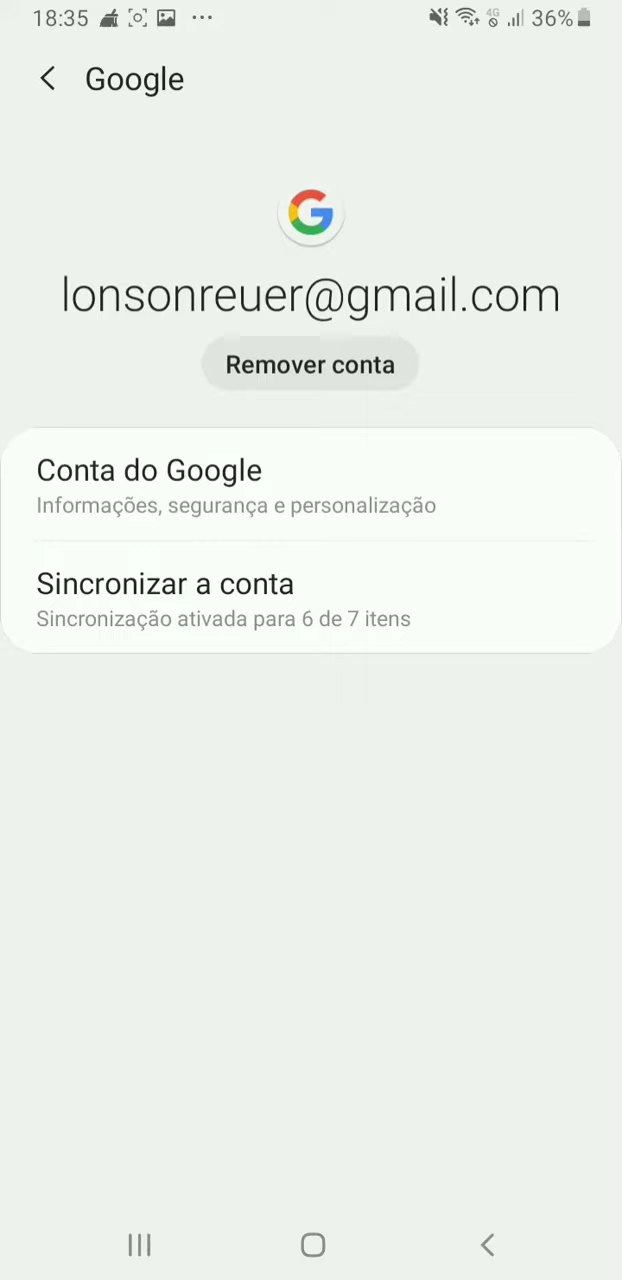 18:35 4G 36%
Google
lonsonreuer@gmail.com
Remover conta
Conta do Google
Informações, segurança e personalização
Sincronizar a conta
Sincronização ativada para 6 de 7 itens